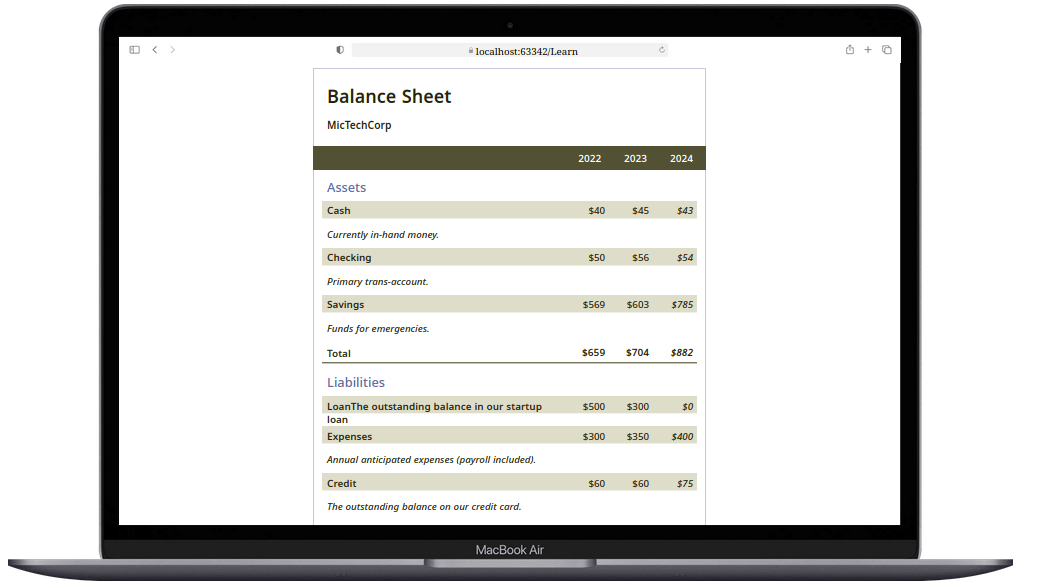 localhost:63342/Learn
Balance Sheet
MicTechCorp
2022 2023 2024
Assets
Cash $40 $45 $43
Currently in-hand money.
Checking $50 $56 $54
Primary trans-account.
Savings $569 $603 $785
Funds for emergencies.
Total $659 $704 $882
Liabilities
LoanThe outstanding balance in our startup $500 $300 $0
loan
Expenses $300 $350 $400
Annual anticipated expenses (payroll included).
Credit $60 $60 $75
The outstanding balance on our credit card.
MacBook Air